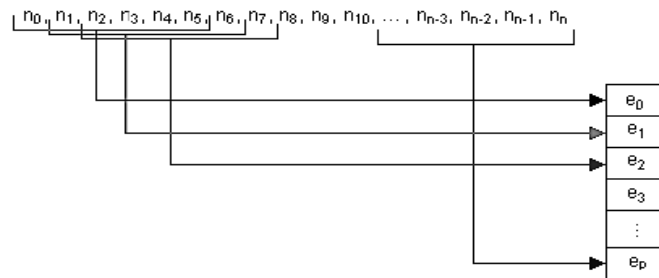 n₀, n₁, n₂, n₃, n₄, n₅, n₆, n₇, n₈, n₉, n₁₀, ..., nₙ₋₃, nₙ₋₂, nₙ₋₁, nₙ
e₀
e₁
e₂
e₃
⋮
eₚ